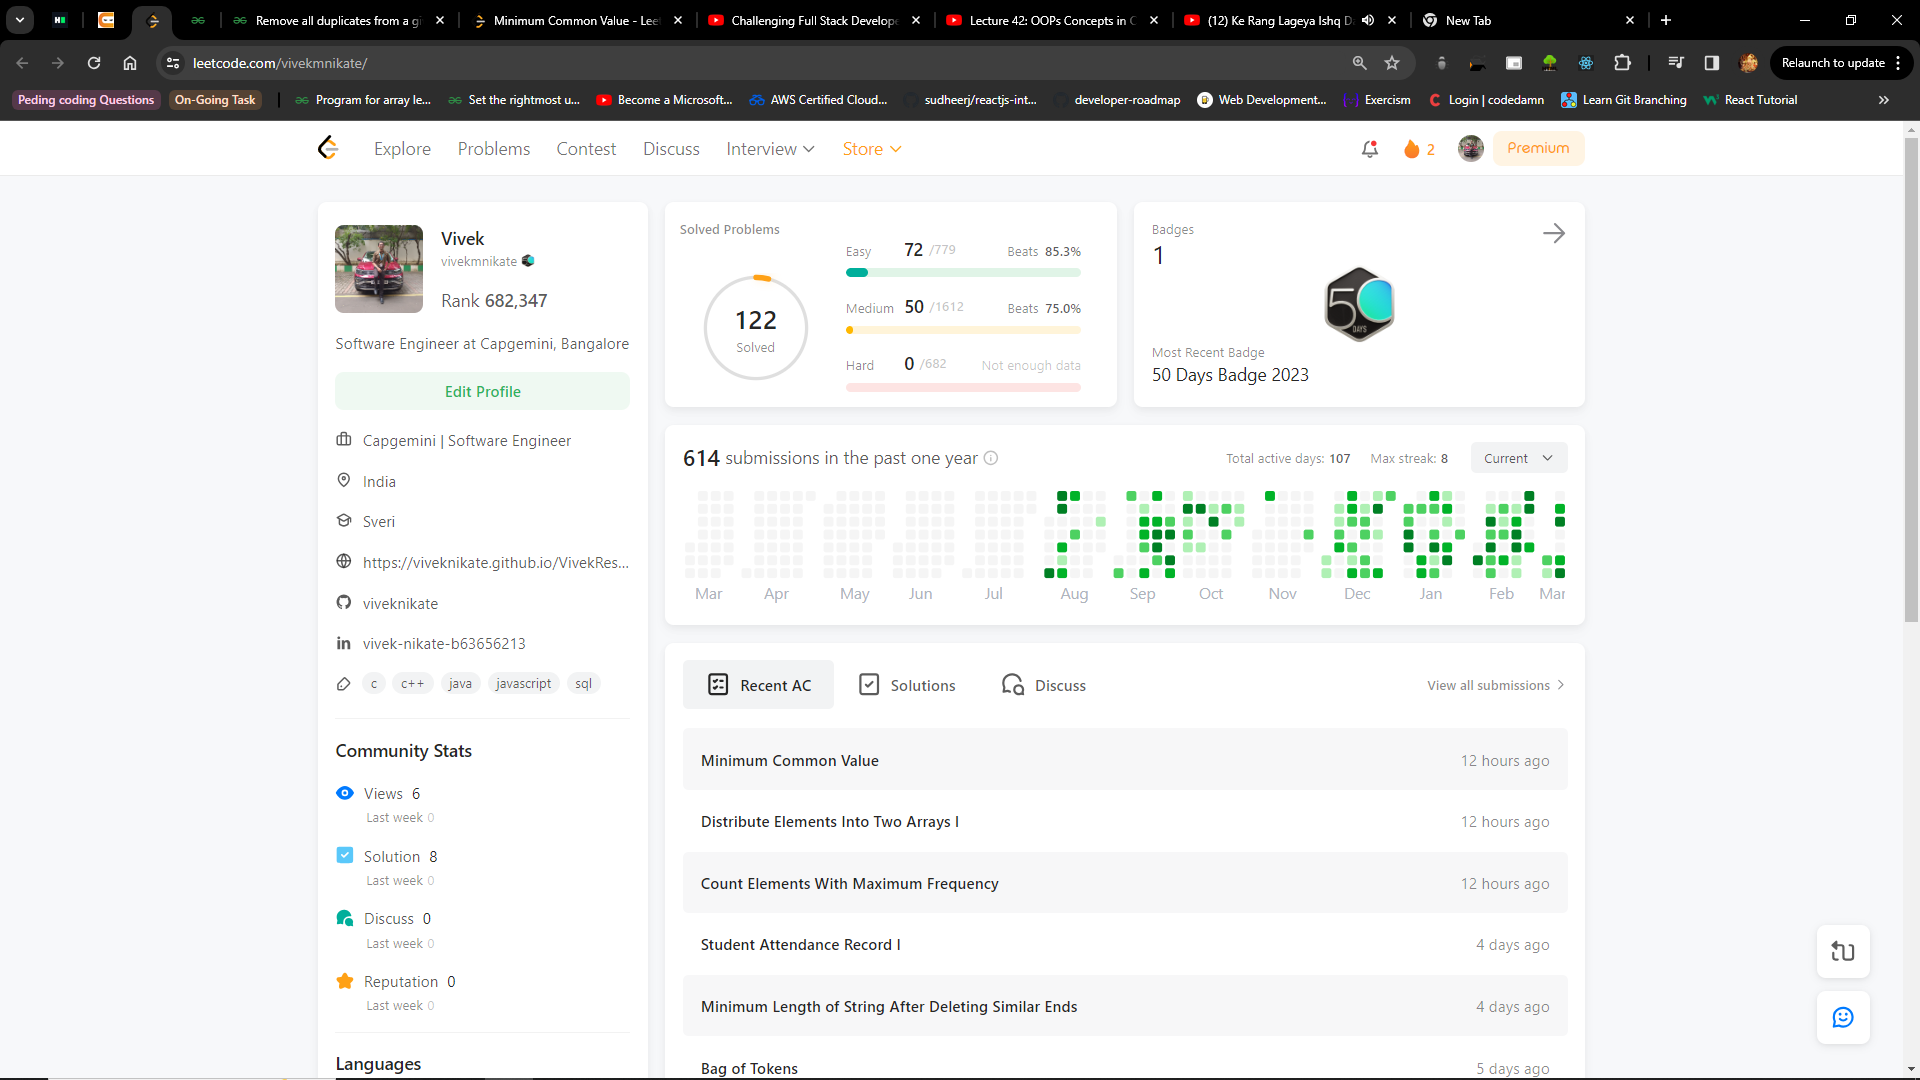 Remove all duplicates from a gi
Minimum Common Value - Leet
Challenging Full Stack Develope
Lecture 42: OOPs Concepts in C
(12) Ke Rang Lageya Ishq D
New Tab
leetcode.com/vivekmnikate/
Relaunch to update
Peding coding Questions
On-Going Task
Program for array le...
Set the rightmost u...
Become a Microsoft...
AWS Certified Cloud...
sudheerj/reactjs-int...
developer-roadmap
Web Development...
Exercism
Login | codedamn
Learn Git Branching
React Tutorial
Explore
Problems
Contest
Discuss
Interview
Store
2
Premium
Vivek
vivekmnikate
Rank 682,347
Software Engineer at Capgemini, Bangalore
Edit Profile
Capgemini | Software Engineer
India
Sveri
https://viveknikate.github.io/VivekRes...
viveknikate
vivek-nikate-b63656213
c c++ java javascript sql
Community Stats
Views 6
Last week 0
Solution 8
Last week 0
Discuss 0
Last week 0
Reputation 0
Last week 0
Languages
Solved Problems
122
Solved
Easy 72 /779 Beats 85.3%
Medium 50 /1612 Beats 75.0%
Hard 0 /682 Not enough data
Badges
1
50
DAYS
Most Recent Badge
50 Days Badge 2023
614 submissions in the past one year
Total active days: 107 Max streak: 8 Current
Mar Apr May Jun Jul Aug Sep Oct Nov Dec Jan Feb Mar
Recent AC Solutions Discuss View all submissions
Minimum Common Value 12 hours ago
Distribute Elements Into Two Arrays I 12 hours ago
Count Elements With Maximum Frequency 12 hours ago
Student Attendance Record I 4 days ago
Minimum Length of String After Deleting Similar Ends 4 days ago
Bag of Tokens 5 days ago